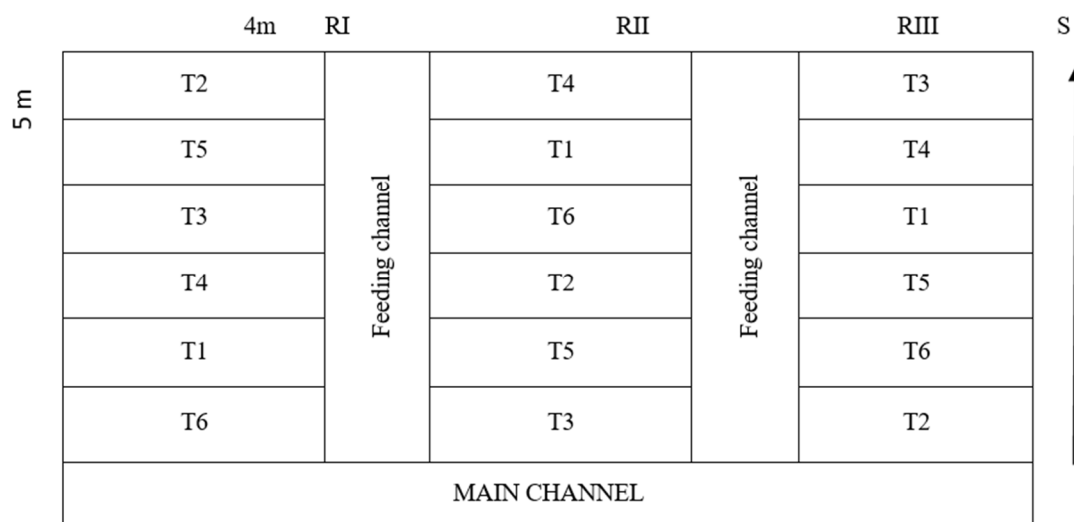 4m RI RII RIII S
5 m
T2 T4 T3
T5 T1 T4
T3 T6 T1
T4 T2 T5
T1 T5 T6
T6 T3 T2
Feeding channel
Feeding channel
MAIN CHANNEL